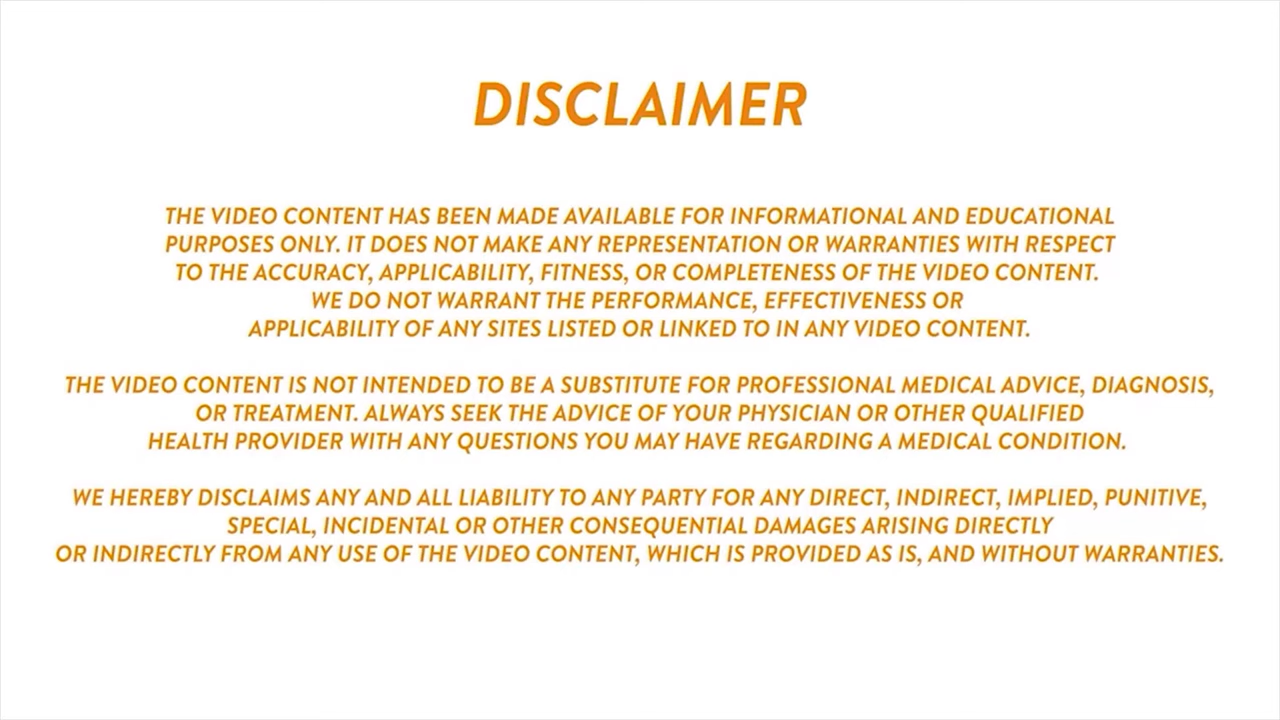 DISCLAIMER
THE VIDEO CONTENT HAS BEEN MADE AVAILABLE FOR INFORMATIONAL AND EDUCATIONAL
PURPOSES ONLY. IT DOES NOT MAKE ANY REPRESENTATION OR WARRANTIES WITH RESPECT
TO THE ACCURACY, APPLICABILITY, FITNESS, OR COMPLETENESS OF THE VIDEO CONTENT.
WE DO NOT WARRANT THE PERFORMANCE, EFFECTIVENESS OR
APPLICABILITY OF ANY SITES LISTED OR LINKED TO IN ANY VIDEO CONTENT.
THE VIDEO CONTENT IS NOT INTENDED TO BE A SUBSTITUTE FOR PROFESSIONAL MEDICAL ADVICE, DIAGNOSIS,
OR TREATMENT. ALWAYS SEEK THE ADVICE OF YOUR PHYSICIAN OR OTHER QUALIFIED
HEALTH PROVIDER WITH ANY QUESTIONS YOU MAY HAVE REGARDING A MEDICAL CONDITION.
WE HEREBY DISCLAIMS ANY AND ALL LIABILITY TO ANY PARTY FOR ANY DIRECT, INDIRECT, IMPLIED, PUNITIVE,
SPECIAL, INCIDENTAL OR OTHER CONSEQUENTIAL DAMAGES ARISING DIRECTLY
OR INDIRECTLY FROM ANY USE OF THE VIDEO CONTENT, WHICH IS PROVIDED AS IS, AND WITHOUT WARRANTIES.